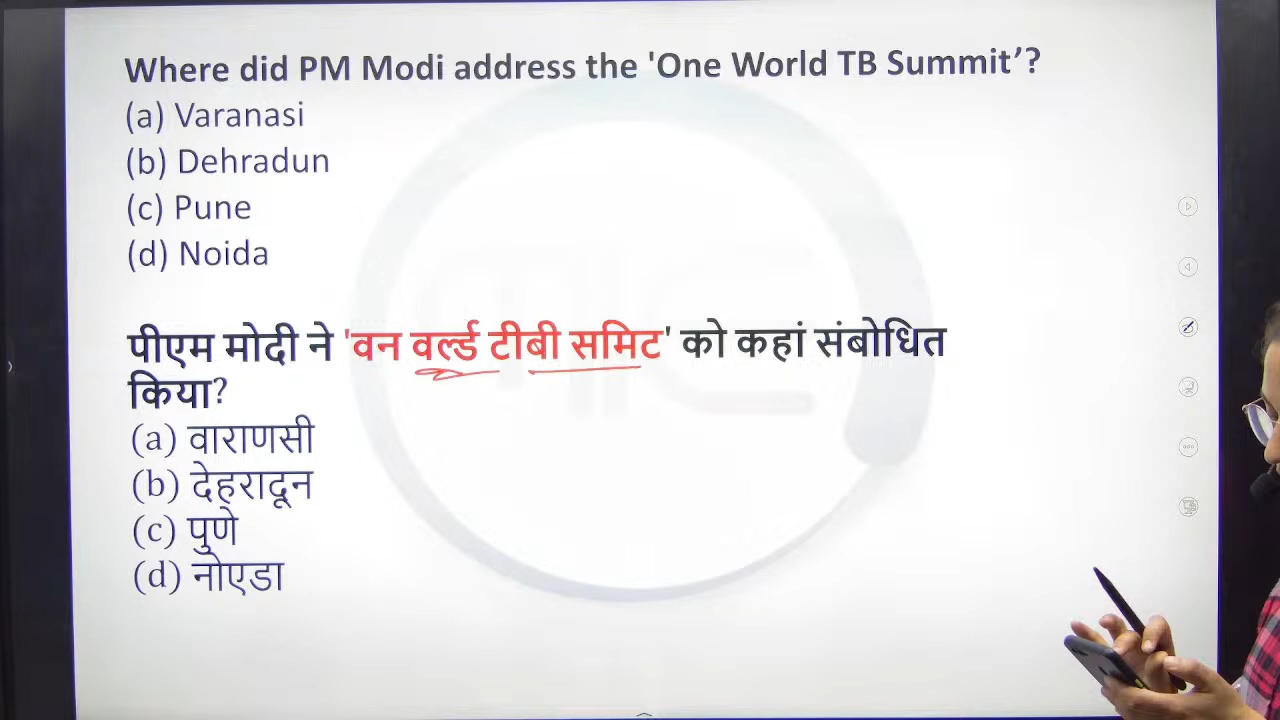 Where did PM Modi address the 'One World TB Summit’?
(a) Varanasi
(b) Dehradun
(c) Pune
(d) Noida
पीएम मोदी ने 'वन वर्ल्ड टीबी समिट' को कहां संबोधित
किया?
(a) वाराणसी
(b) देहरादून
(c) पुणे
(d) नोएडा